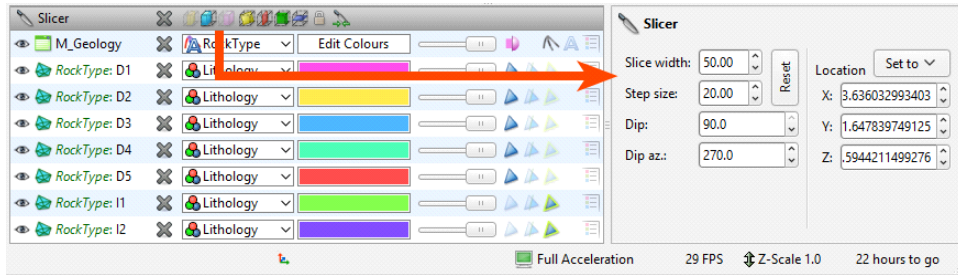 Slicer
M_Geology RockType Edit Colours
RockType: D1 Lithology
RockType: D2 Lithology
RockType: D3 Lithology
RockType: D4 Lithology
RockType: D5 Lithology
RockType: I1 Lithology
RockType: I2 Lithology
Slicer
Slice width: 50.00
Step size: 20.00
Dip: 90.0
Dip az.: 270.0
Reset
Location Set to
X: 3.636032993403
Y: 1.647839749125
Z: .5944211499276
Full Acceleration 29 FPS Z-Scale 1.0 22 hours to go